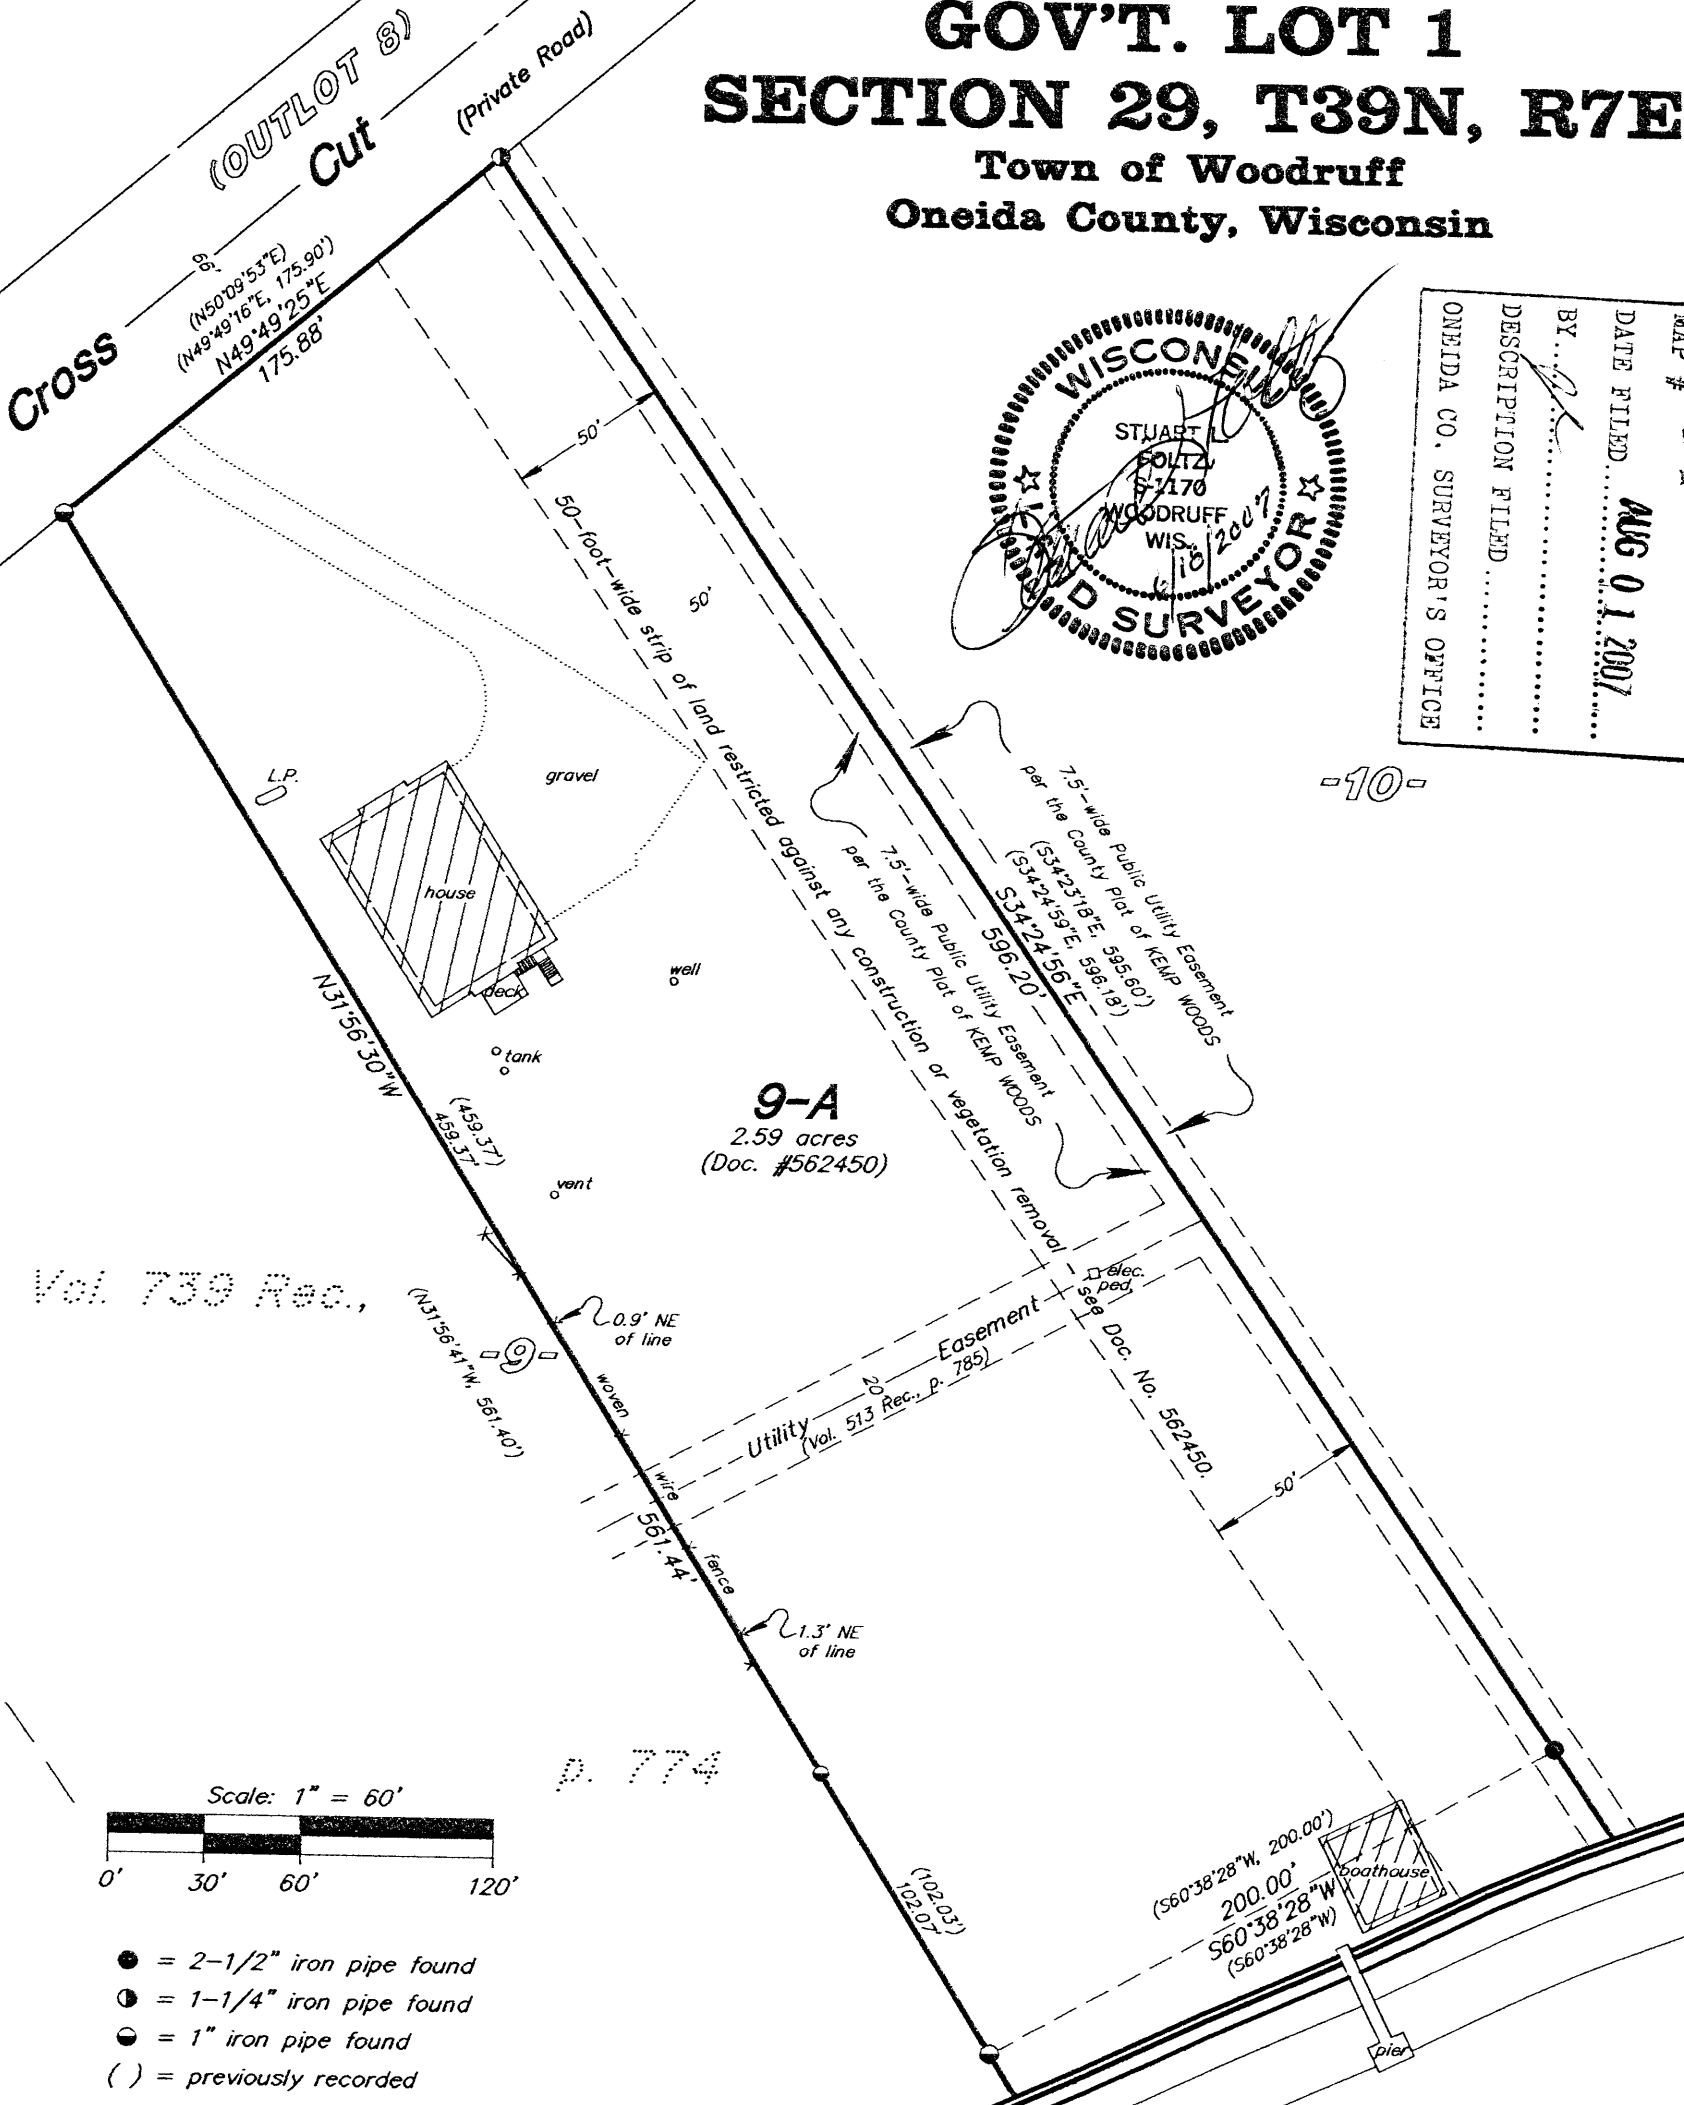 GOV'T. LOT 1
SECTION 29, T39N, R7E
Town of Woodruff
Oneida County, Wisconsin
(OUTLOT 8)
Cross Cut
(Private Road)
66'
(N50°09'53"E)
(N49°49'16"E, 175.90')
N49°49'25"E
175.88'
WISCONSIN
STUART L.
FOLTZ
S-1170
WOODRUFF
WIS.
6/18/2007
D SURVEYOR
MAP #
DATE FILED AUG 01 2007
BY
DESCRIPTION FILED
ONEIDA CO. SURVEYOR'S OFFICE
-10-
50'
50-foot-wide strip of land restricted against any construction or vegetation removal - see Doc. No. 562450.
50'
7.5'-wide Public Utility Easement
per the County Plat of KEMP WOODS
(S34°23'18"E, 595.60')
(S34°24'59"E, 596.18')
S34°24'56"E
596.20'
7.5'-wide Public Utility Easement
per the County Plat of KEMP WOODS
L.P.
gravel
house
deck
well
tank
vent
N31°56'30"W
(459.37')
459.37'
9-A
2.59 acres
(Doc. #562450)
Vol. 739 Rec.,
(N31°56'41"W, 561.40')
-9-
0.9' NE
of line
woven
wire
fence
561.44'
elec.
ped.
Utility Easement
20'
(Vol. 513 Rec., p. 785)
50'
1.3' NE
of line
p. 774
(102.03')
102.07'
(S60°38'28"W, 200.00')
200.00'
S60°38'28"W
(S60°38'28"W)
boathouse
pier
Scale: 1" = 60'
0' 30' 60' 120'
= 2-1/2" iron pipe found
= 1-1/4" iron pipe found
= 1" iron pipe found
( ) = previously recorded